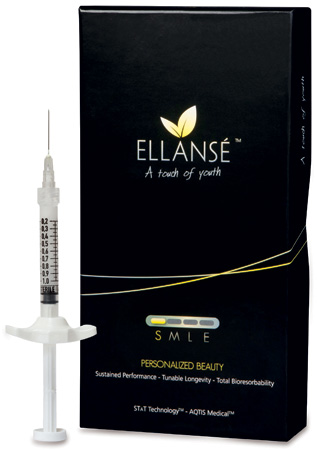 ELLANSÉ™
A touch of youth
S M L E
PERSONALIZED BEAUTY
Sustained Performance - Tunable Longevity - Total Bioresorbability
STAT Technology™ - AQTIS Medical™
0.2
0.3
0.4
0.5
0.6
0.7
0.8
0.9
1.0